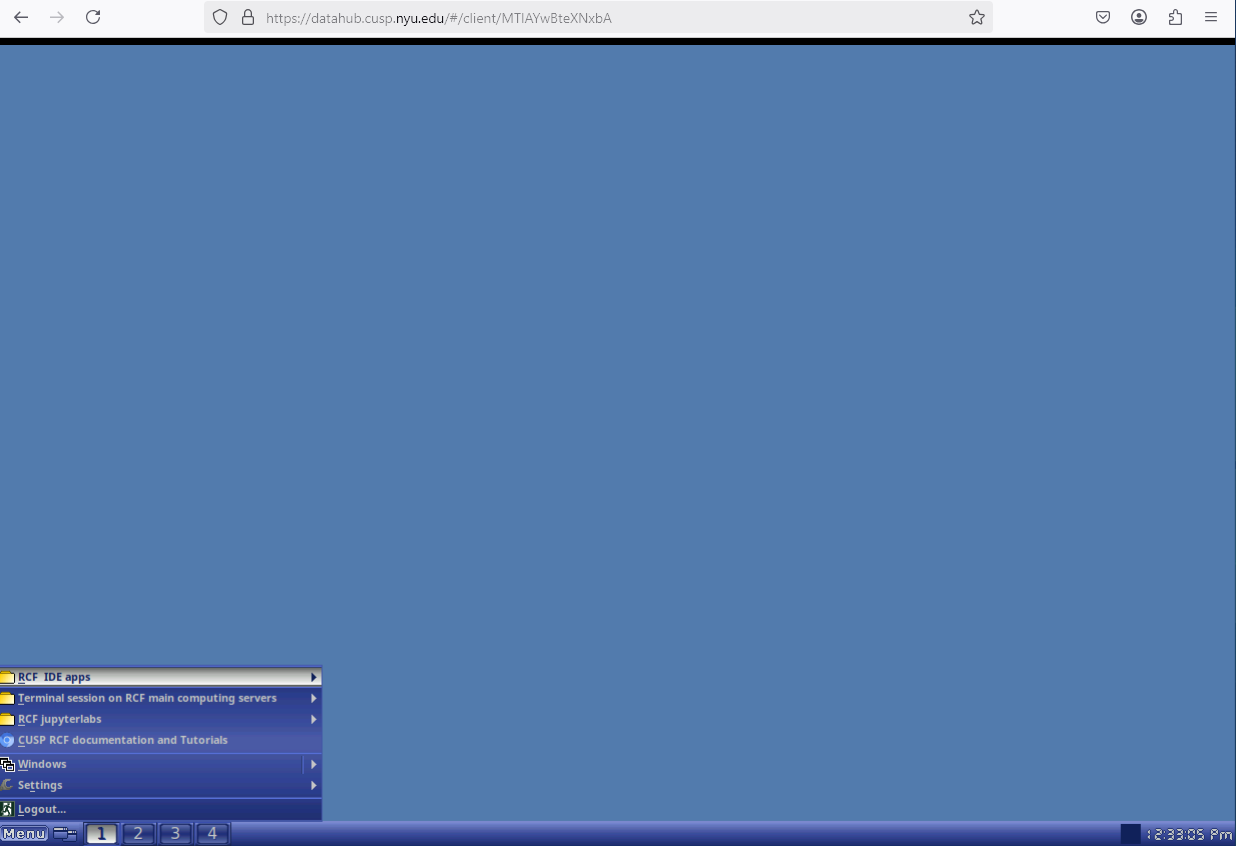 https://datahub.cusp.nyu.edu/#/client/MTIAYwBteXNxbA
RCF IDE apps
Terminal session on RCF main computing servers
RCF jupyterlabs
CUSP RCF documentation and Tutorials
Windows
Settings
Logout...
Menu 1 2 3 4 12:33:05 Pm